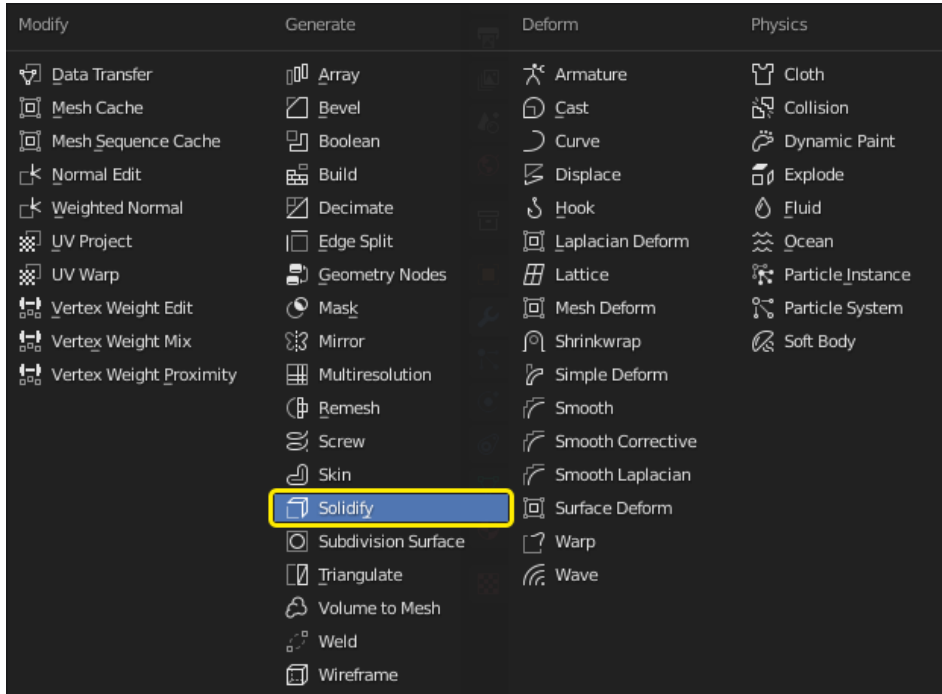 Modify
Data Transfer
Mesh Cache
Mesh Sequence Cache
Normal Edit
Weighted Normal
UV Project
UV Warp
Vertex Weight Edit
Vertex Weight Mix
Vertex Weight Proximity
Generate
Array
Bevel
Boolean
Build
Decimate
Edge Split
Geometry Nodes
Mask
Mirror
Multiresolution
Remesh
Screw
Skin
Solidify
Subdivision Surface
Triangulate
Volume to Mesh
Weld
Wireframe
Deform
Armature
Cast
Curve
Displace
Hook
Laplacian Deform
Lattice
Mesh Deform
Shrinkwrap
Simple Deform
Smooth
Smooth Corrective
Smooth Laplacian
Surface Deform
Warp
Wave
Physics
Cloth
Collision
Dynamic Paint
Explode
Fluid
Ocean
Particle Instance
Particle System
Soft Body